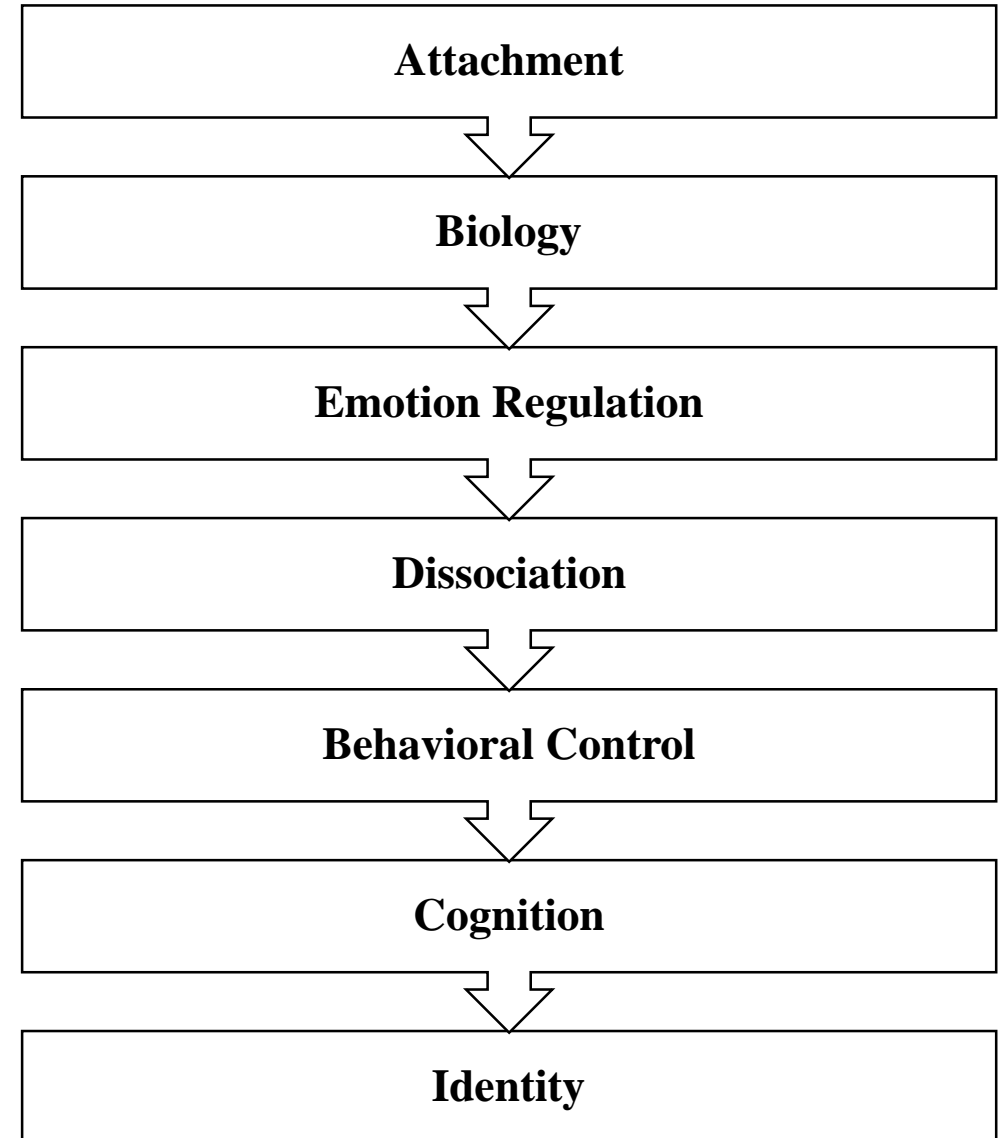 Attachment
Biology
Emotion Regulation
Dissociation
Behavioral Control
Cognition
Identity